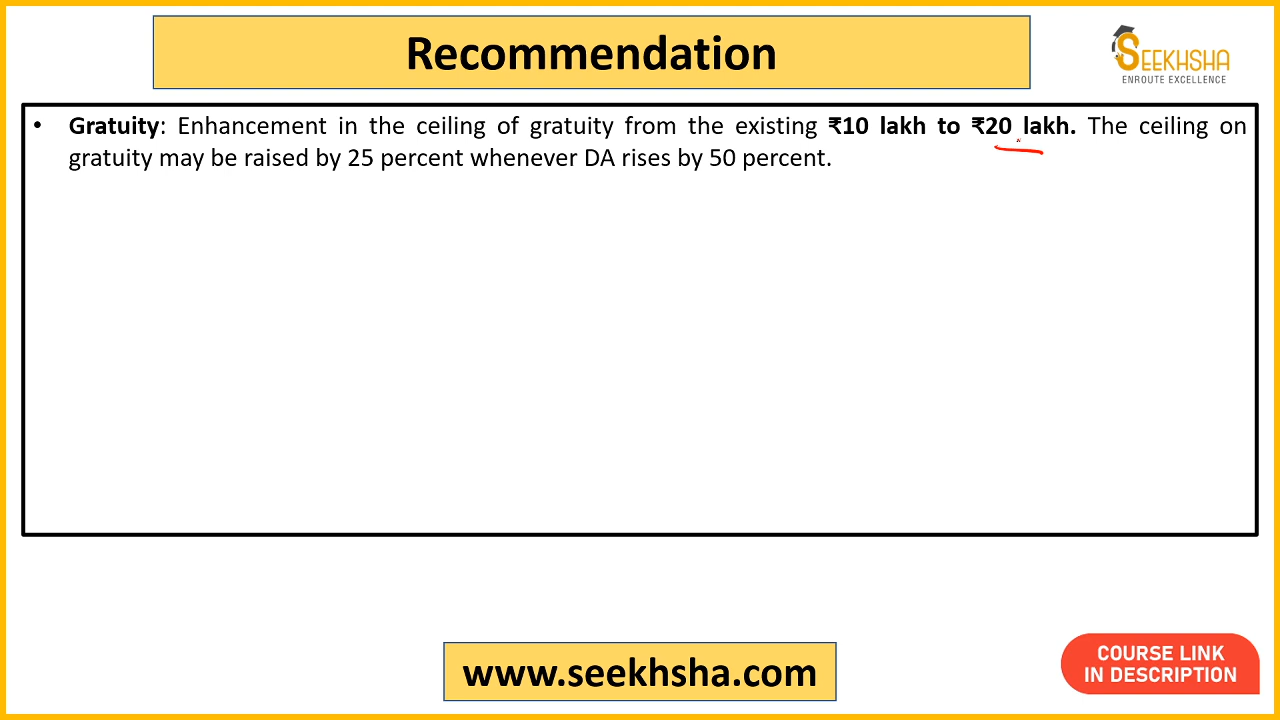 Recommendation
SEEKHSHA
ENROUTE EXCELLENCE
• Gratuity: Enhancement in the ceiling of gratuity from the existing ₹10 lakh to ₹20 lakh. The ceiling on
gratuity may be raised by 25 percent whenever DA rises by 50 percent.
www.seekhsha.com
COURSE LINK
IN DESCRIPTION